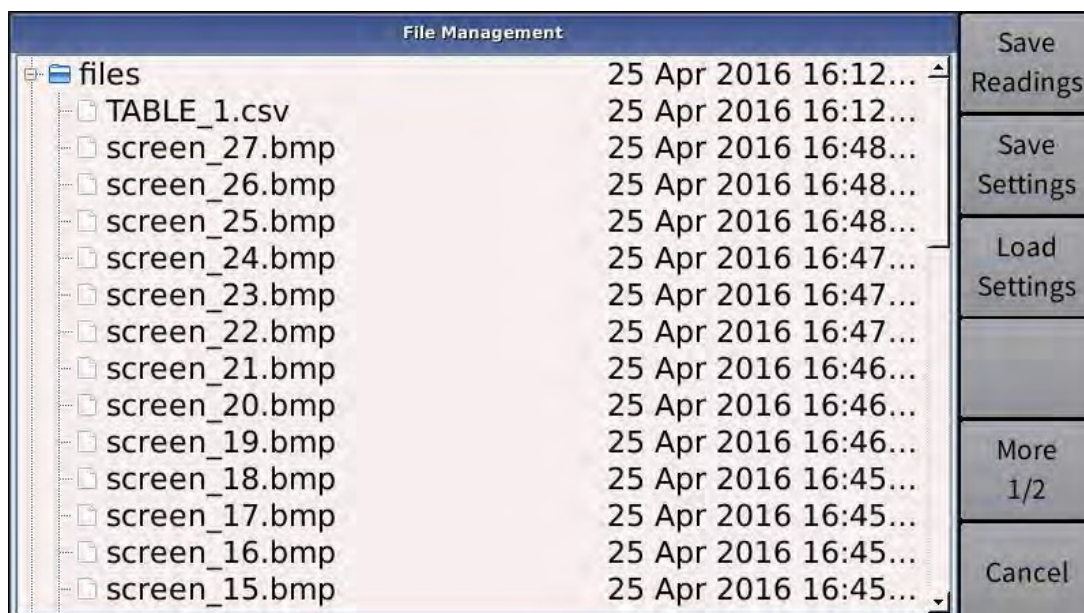 File Management
files 25 Apr 2016 16:12...
TABLE_1.csv 25 Apr 2016 16:12...
screen_27.bmp 25 Apr 2016 16:48...
screen_26.bmp 25 Apr 2016 16:48...
screen_25.bmp 25 Apr 2016 16:48...
screen_24.bmp 25 Apr 2016 16:47...
screen_23.bmp 25 Apr 2016 16:47...
screen_22.bmp 25 Apr 2016 16:47...
screen_21.bmp 25 Apr 2016 16:46...
screen_20.bmp 25 Apr 2016 16:46...
screen_19.bmp 25 Apr 2016 16:46...
screen_18.bmp 25 Apr 2016 16:45...
screen_17.bmp 25 Apr 2016 16:45...
screen_16.bmp 25 Apr 2016 16:45...
screen_15.bmp 25 Apr 2016 16:45...
Save
Readings
Save
Settings
Load
Settings
More
1/2
Cancel